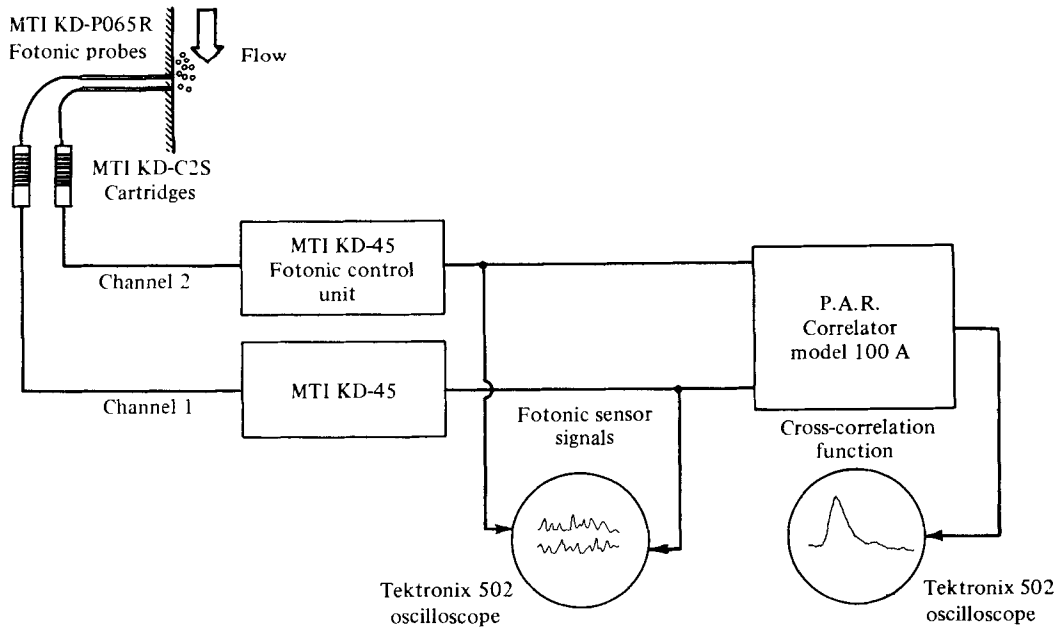 MTI KD-P065R
Fotonic probes
Flow
MTI KD-C2S
Cartridges
MTI KD-45
Fotonic control
unit
Channel 2
P.A.R.
Correlator
model 100 A
MTI KD-45
Channel 1
Fotonic sensor
signals
Cross-correlation
function
Tektronix 502
oscilloscope
Tektronix 502
oscilloscope